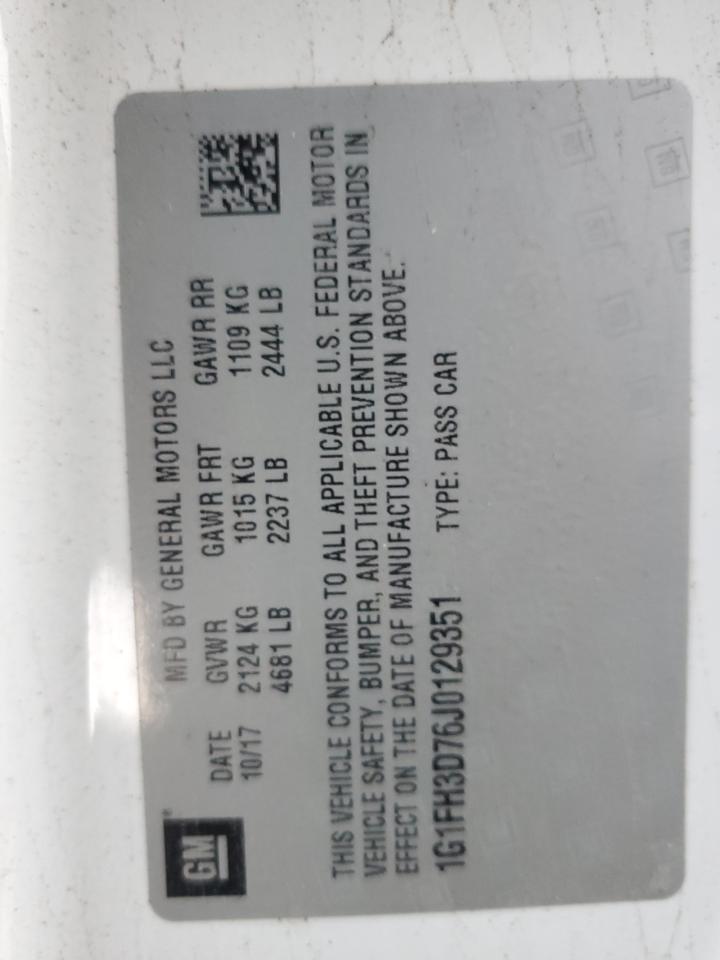 GM
MFD BY GENERAL MOTORS LLC
DATE GVWR GAWR FRT GAWR RR
10/17 2124 KG 1015 KG 1109 KG
4681 LB 2237 LB 2444 LB
THIS VEHICLE CONFORMS TO ALL APPLICABLE U.S. FEDERAL MOTOR
VEHICLE SAFETY, BUMPER, AND THEFT PREVENTION STANDARDS IN
EFFECT ON THE DATE OF MANUFACTURE SHOWN ABOVE.
1G1FH3D76J0129351 TYPE: PASS CAR